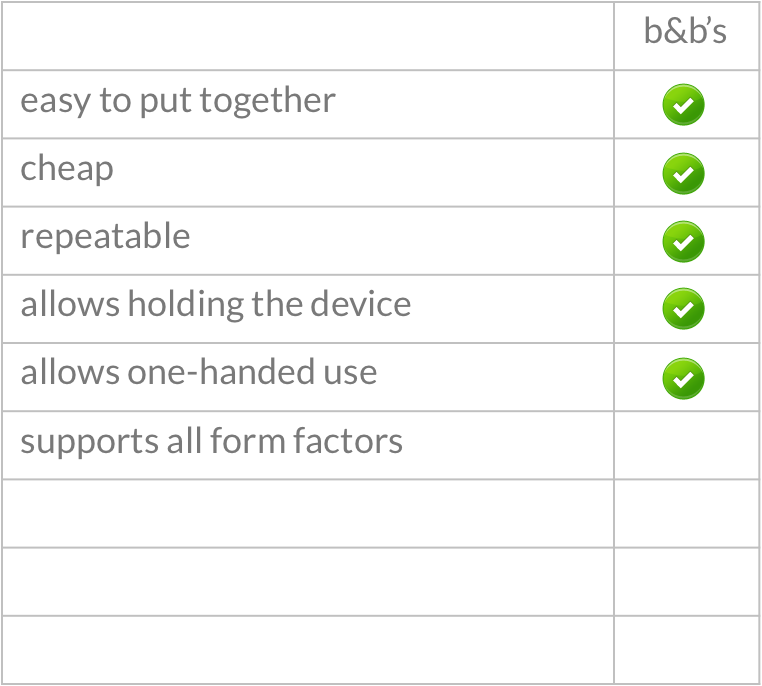 b&b’s
easy to put together
cheap
repeatable
allows holding the device
allows one-handed use
supports all form factors